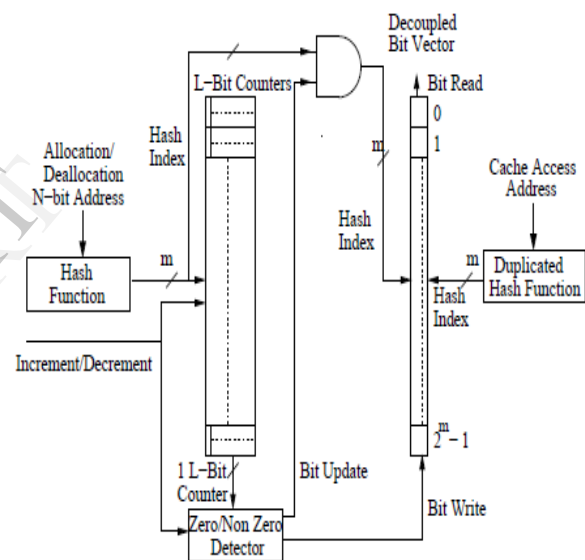 Decoupled
Bit Vector
L-Bit Counters
Bit Read
0
1
Hash
Index
m
Allocation/
Deallocation
N-bit Address
Cache Access
Address
Hash
Index
m
Hash
Function
m
Duplicated
Hash Function
Hash
Index
Increment/Decrement
2^m - 1
1 L-Bit
Counter
Bit Update
Bit Write
Zero/Non Zero
Detector